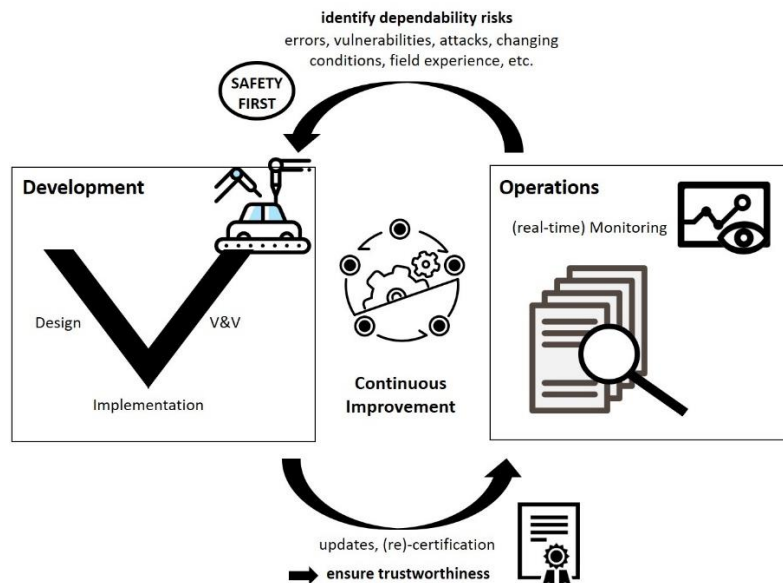 identify dependability risks
errors, vulnerabilities, attacks, changing
conditions, field experience, etc.
SAFETY
FIRST
Development
Design
V&V
Implementation
Continuous
Improvement
Operations
(real-time) Monitoring
updates, (re)-certification
ensure trustworthiness